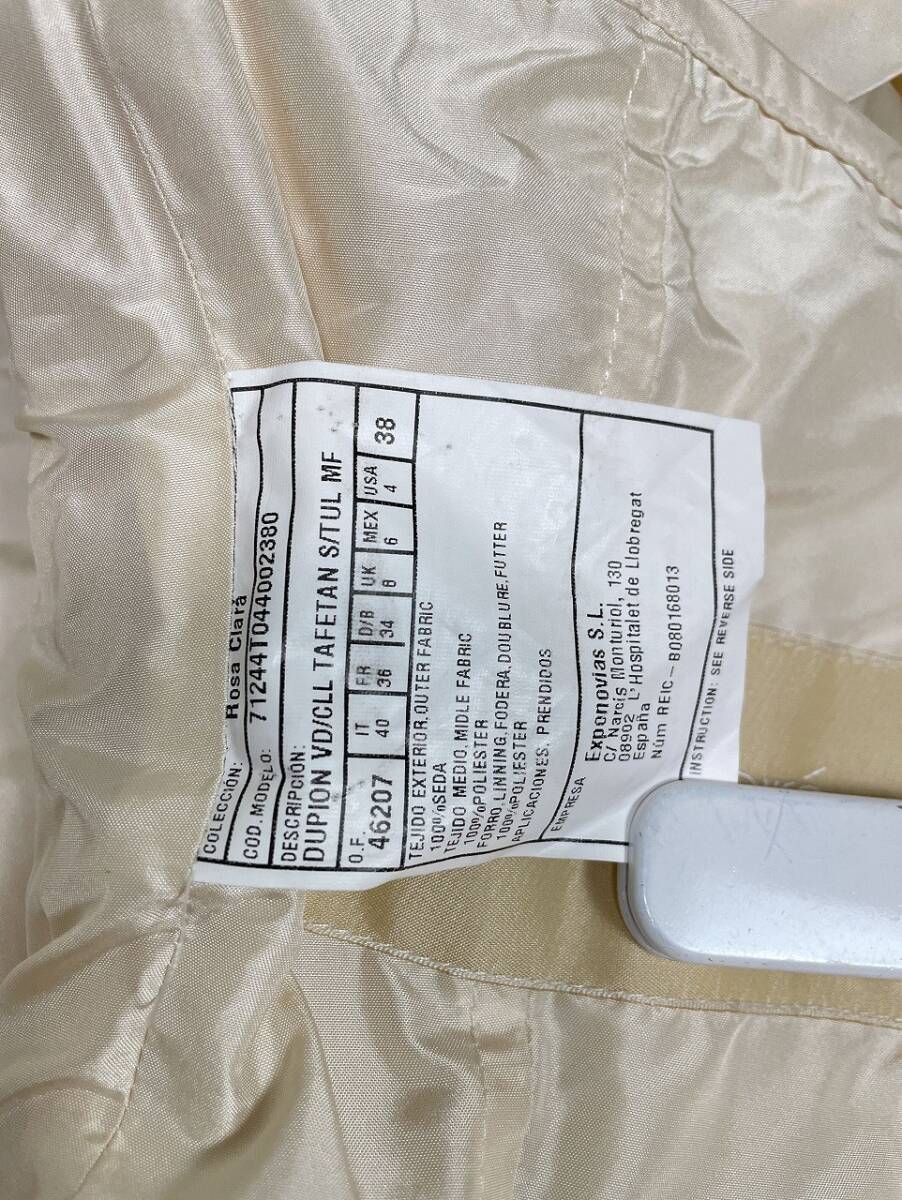 COLECCIÓN: Rosa Clará
COD.MODELO: 71244T044002380
DESCRIPCION:
DUPION VD/CLL TAFETAN S/TUL MF
O.F. IT FR D/B UK MEX USA
46207 40 36 34 8 6 4 38
TEJIDO EXTERIOR,OUTER FABRIC
100%SEDA
TEJIDO MEDIO, MIDLE FABRIC
100%POLIESTER
FORRO, LINNING,FODERA,DOUBLURE,FUTTER
100%POLIESTER
APLICACIONES, PRENDIDOS
EMPRESA
Exponovias S.L.
C/ Narcís Monturiol, 130
08902 L'Hospitalet de Llobregat
España
Núm REIC-B080168013
INSTRUCTION: SEE REVERSE SIDE